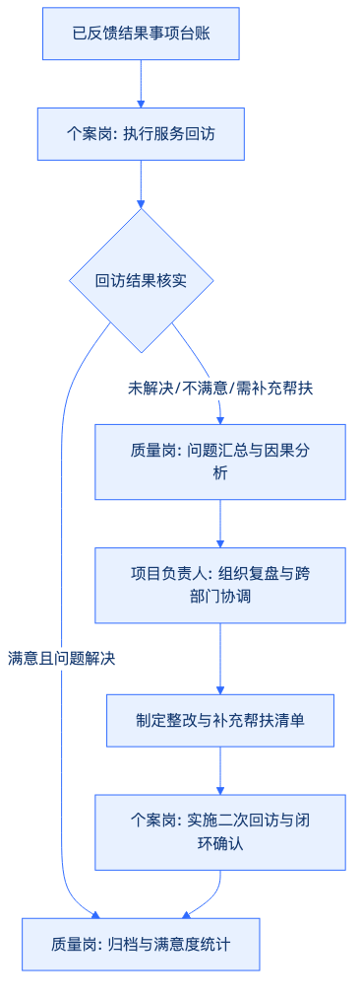 已反馈结果事项台账
个案岗: 执行服务回访
回访结果核实
未解决/不满意/需补充帮扶
质量岗: 问题汇总与因果分
析
项目负责人: 组织复盘与跨
部门协调
满意且问题解决
制定整改与补充帮扶清单
个案岗: 实施二次回访与闭
环确认
质量岗: 归档与满意度统计